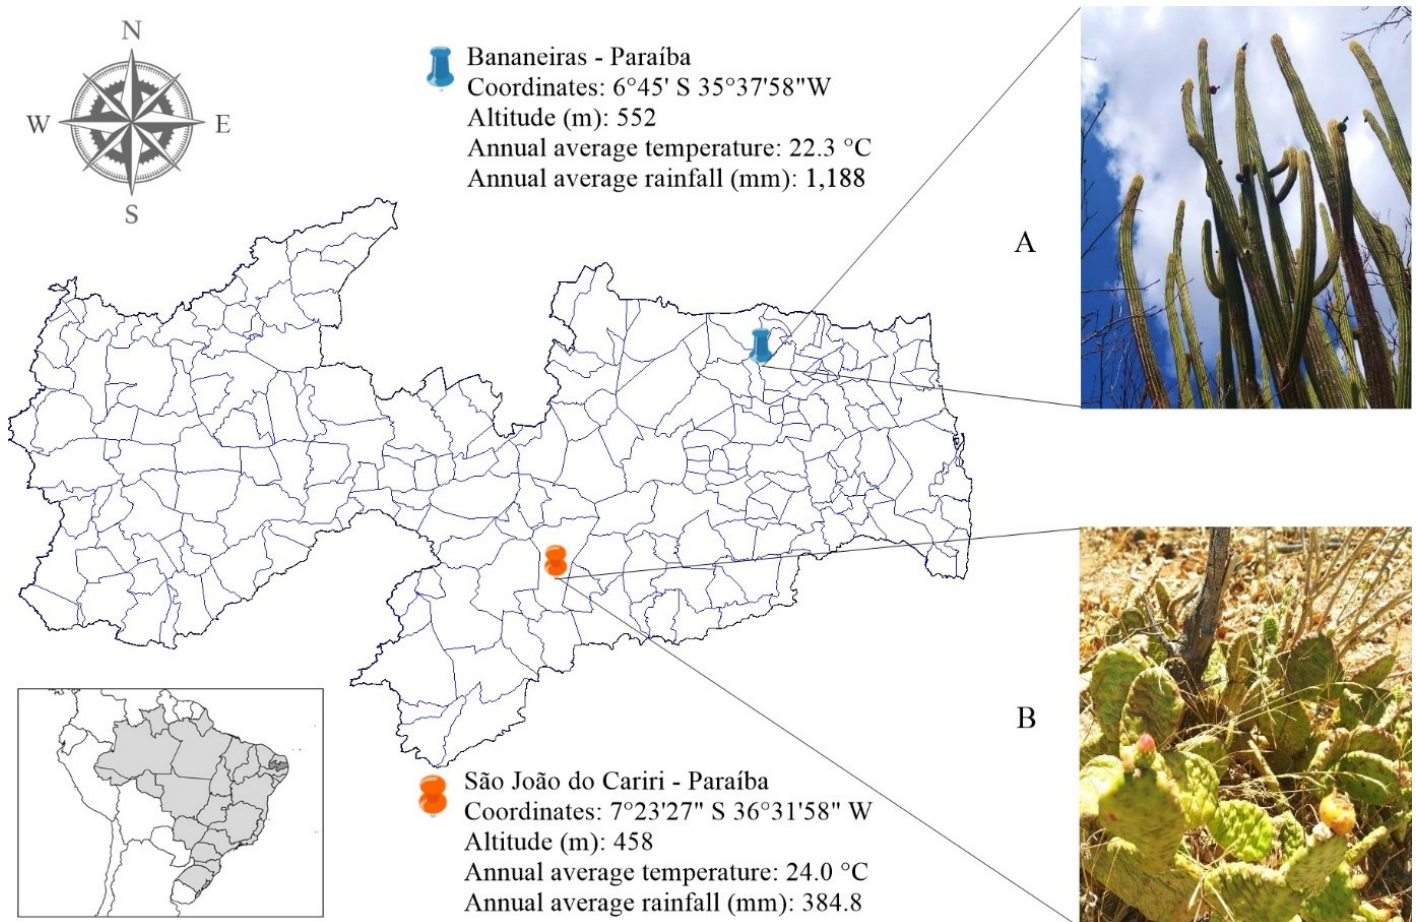 N
W
E
S
Bananeiras - Paraíba
Coordinates: 6°45' S 35°37'58"W
Altitude (m): 552
Annual average temperature: 22.3 °C
Annual average rainfall (mm): 1,188
A
B
São João do Cariri - Paraíba
Coordinates: 7°23'27" S 36°31'58" W
Altitude (m): 458
Annual average temperature: 24.0 °C
Annual average rainfall (mm): 384.8